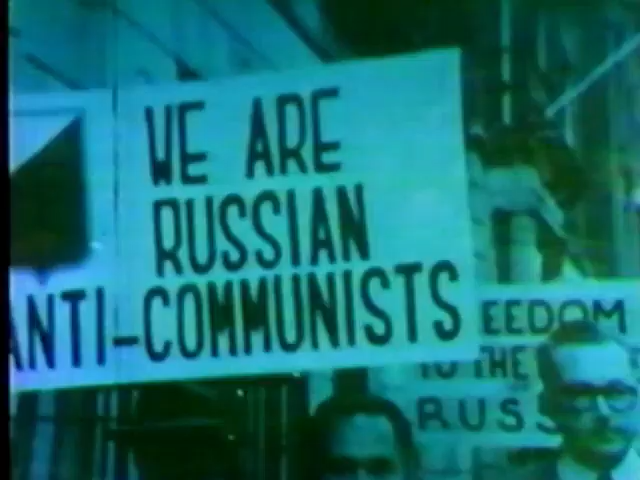 WE ARE
RUSSIAN
ANTI-COMMUNISTS
EEDOM
TO THE
RUSS